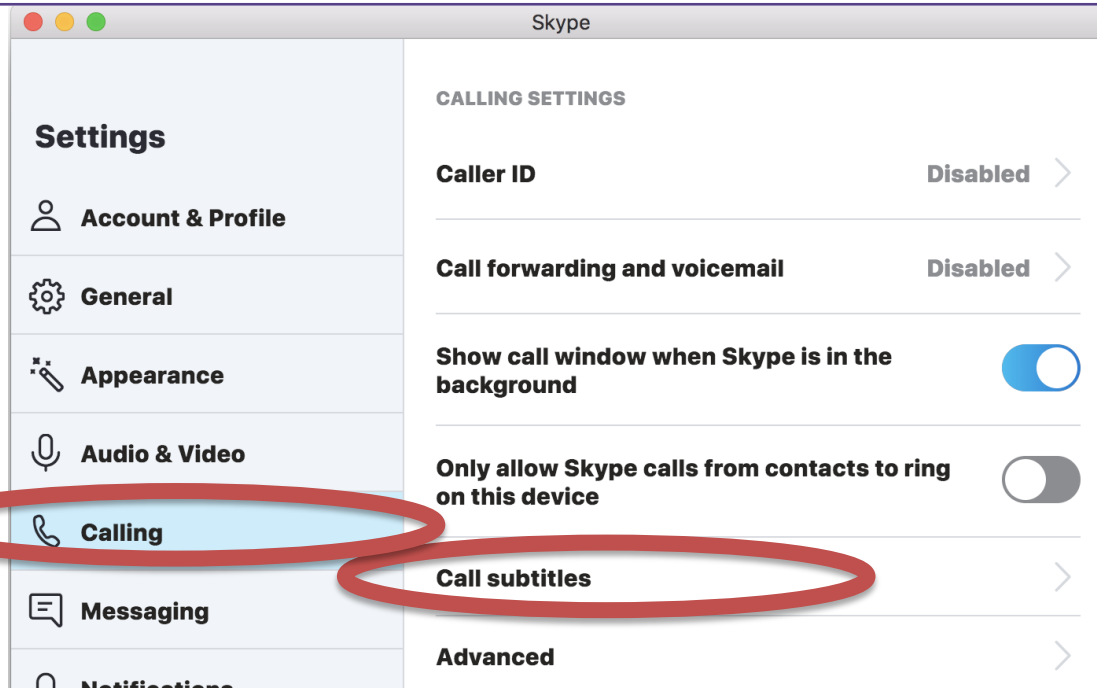 Skype
Settings
Account & Profile
General
Appearance
Audio & Video
Calling
Messaging
Notifications
CALLING SETTINGS
Caller ID
Disabled
Call forwarding and voicemail
Disabled
Show call window when Skype is in the
background
Only allow Skype calls from contacts to ring
on this device
Call subtitles
Advanced